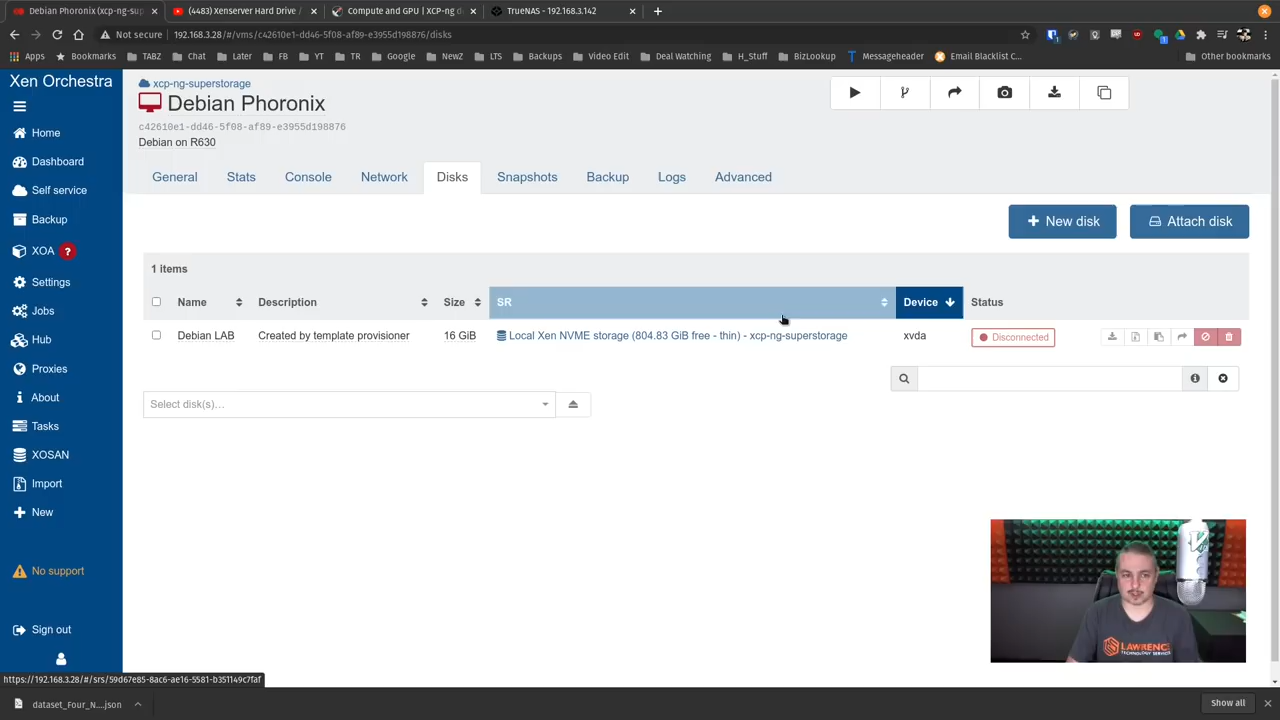 Debian Phoronix (xcp-ng-sup
(4483) Xenserver Hard Drive /
Compute and GPU | XCP-ng d
TrueNAS - 192.168.3.142
Not secure
192.168.3.28/#/vms/c42610e1-dd46-5f08-af89-e3955d198876/disks
Apps
Bookmarks
TABZ
Chat
Later
FB
YT
TR
Google
NewZ
LTS
Backups
Video Edit
Deal Watching
H_Stuff
BizLookup
Messageheader
Email Blacklist C...
Other bookmarks
Xen Orchestra
Home
Dashboard
Self service
Backup
XOA ?
Settings
Jobs
Hub
Proxies
About
Tasks
XOSAN
Import
New
No support
Sign out
xcp-ng-superstorage
Debian Phoronix
c42610e1-dd46-5f08-af89-e3955d198876
Debian on R630
General
Stats
Console
Network
Disks
Snapshots
Backup
Logs
Advanced
New disk
Attach disk
1 items
Name
Description
Size
SR
Device
Status
Debian LAB
Created by template provisioner
16 GiB
Local Xen NVME storage (804.83 GiB free - thin) - xcp-ng-superstorage
xvda
Disconnected
Select disk(s)...
LAWRENCE
TECHNOLOGY SERVICE
https://192.168.3.28/#/srs/59d67e85-8ac6-ae16-5581-b351149c7faf
dataset_Four_N....json
Show all